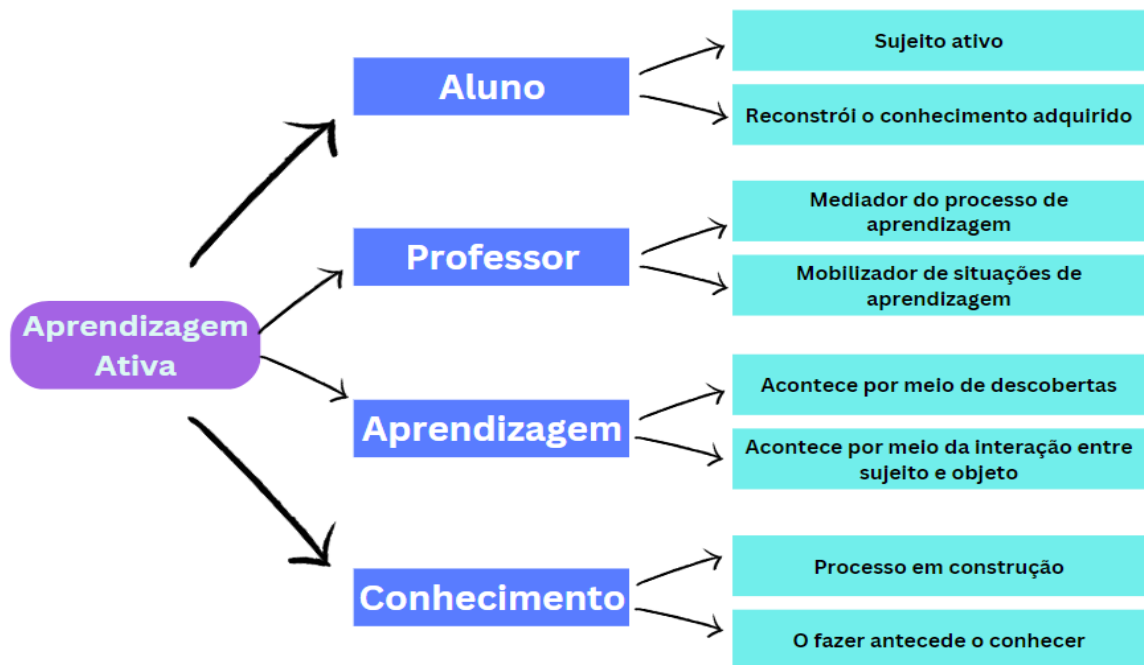 Aprendizagem
Ativa
Aluno
Sujeito ativo
Reconstrói o conhecimento adquirido
Professor
Mediador do processo de
aprendizagem
Mobilizador de situações de
aprendizagem
Aprendizagem
Acontece por meio de descobertas
Acontece por meio da interação entre
sujeito e objeto
Conhecimento
Processo em construção
O fazer antecede o conhecer